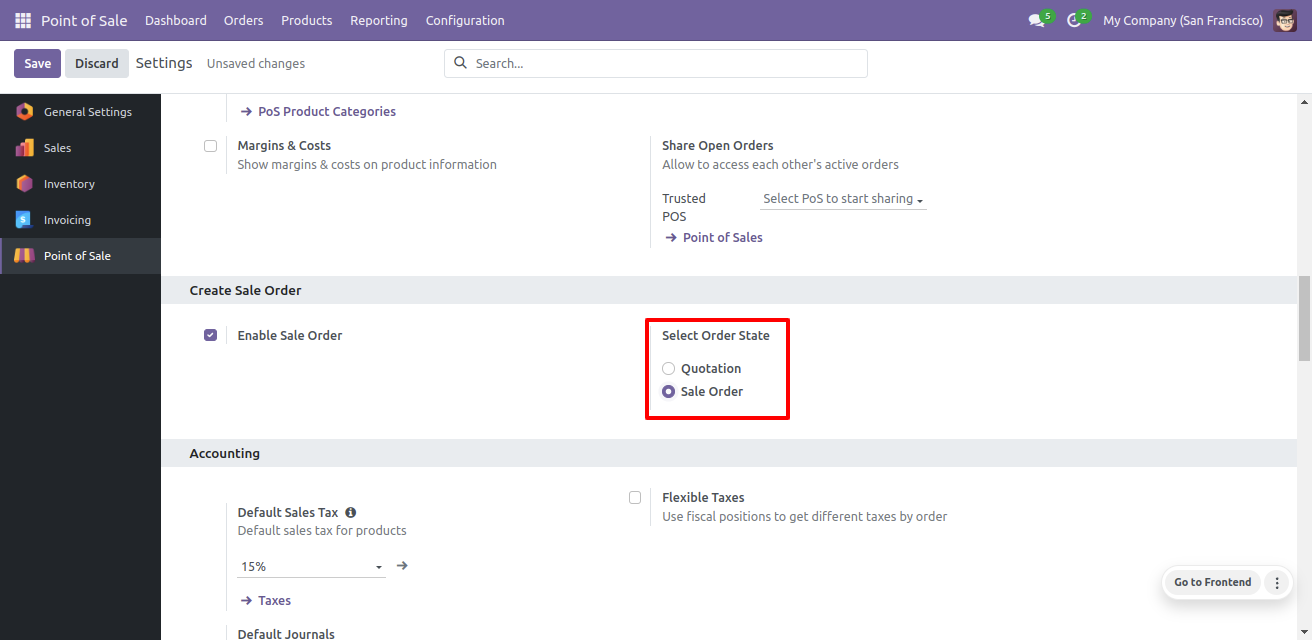 Point of Sale Dashboard Orders Products Reporting Configuration 5 2 My Company (San Francisco)
Save Discard Settings Unsaved changes Search...
General Settings
Sales
Inventory
Invoicing
Point of Sale
PoS Product Categories
Margins & Costs
Show margins & costs on product information
Share Open Orders
Allow to access each other's active orders
Trusted POS Select PoS to start sharing
Point of Sales
Create Sale Order
Enable Sale Order
Select Order State
Quotation
Sale Order
Accounting
Default Sales Tax
Default sales tax for products
15%
Taxes
Flexible Taxes
Use fiscal positions to get different taxes by order
Default Journals
Go to Frontend